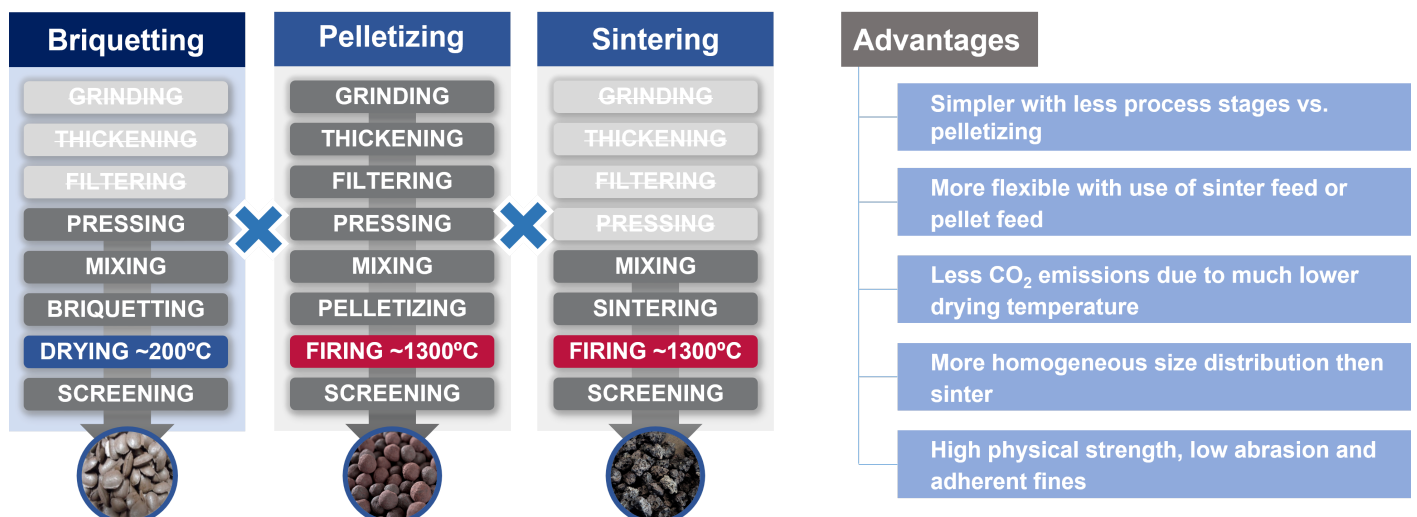 Briquetting
GRINDING
THICKENING
FILTERING
PRESSING
MIXING
BRIQUETTING
DRYING ~200ºC
SCREENING
Pelletizing
GRINDING
THICKENING
FILTERING
PRESSING
MIXING
PELLETIZING
FIRING ~1300ºC
SCREENING
Sintering
GRINDING
THICKENING
FILTERING
PRESSING
MIXING
SINTERING
FIRING ~1300ºC
SCREENING
Advantages
Simpler with less process stages vs.
pelletizing
More flexible with use of sinter feed or
pellet feed
Less CO₂ emissions due to much lower
drying temperature
More homogeneous size distribution then
sinter
High physical strength, low abrasion and
adherent fines